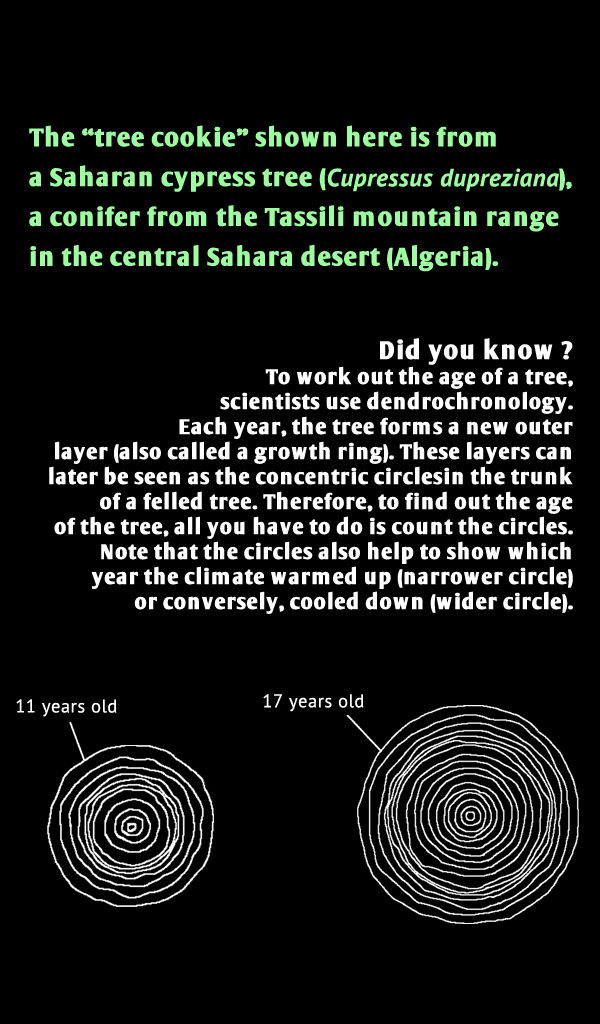 The “tree cookie” shown here is from
a Saharan cypress tree (Cupressus dupreziana),
a conifer from the Tassili mountain range
in the central Sahara desert (Algeria).
Did you know ?
To work out the age of a tree,
scientists use dendrochronology.
Each year, the tree forms a new outer
layer (also called a growth ring). These layers can
later be seen as the concentric circlesin the trunk
of a felled tree. Therefore, to find out the age
of the tree, all you have to do is count the circles.
Note that the circles also help to show which
year the climate warmed up (narrower circle)
or conversely, cooled down (wider circle).
11 years old
17 years old